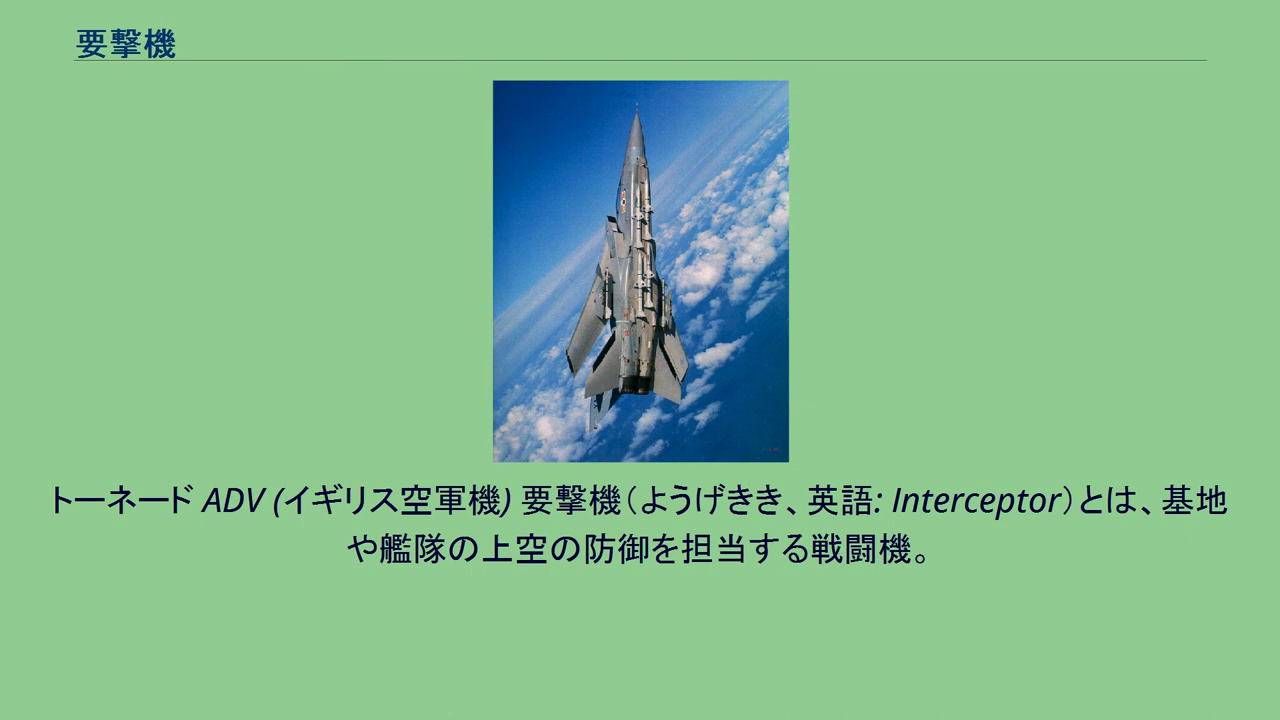 要撃機
トーネード ADV (イギリス空軍機) 要撃機（ようげきき、英語: Interceptor）とは、基地
や艦隊の上空の防御を担当する戦闘機。